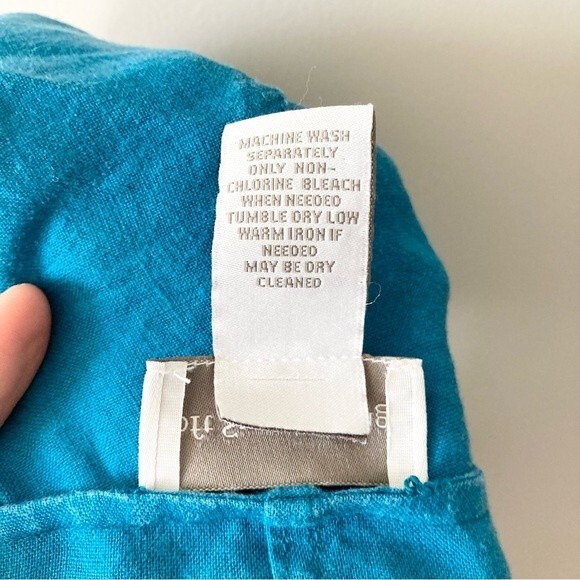 MACHINE WASH
SEPARATELY
ONLY NON-
CHLORINE BLEACH
WHEN NEEDED
TUMBLE DRY LOW
WARM IRON IF
NEEDED
MAY BE DRY
CLEANED